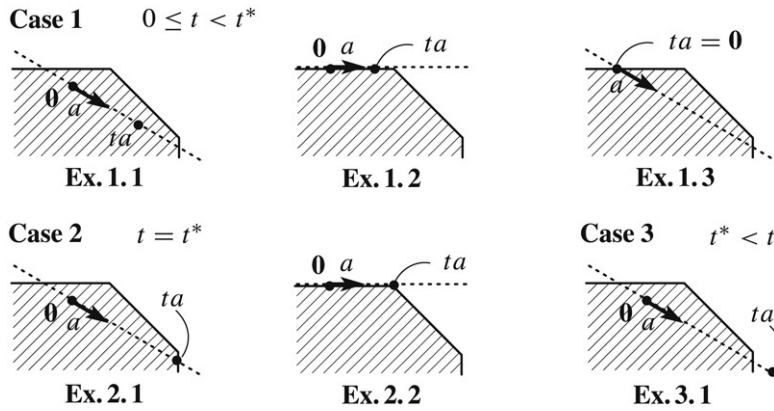 Case 1 0 ≤ t < t*
0 a ta
0 a ta
ta = 0
a
Ex. 1. 1 Ex. 1. 2 Ex. 1. 3
Case 2 t = t* Case 3 t* < t
0 a ta
0 a ta
0 a ta
Ex. 2. 1 Ex. 2. 2 Ex. 3. 1